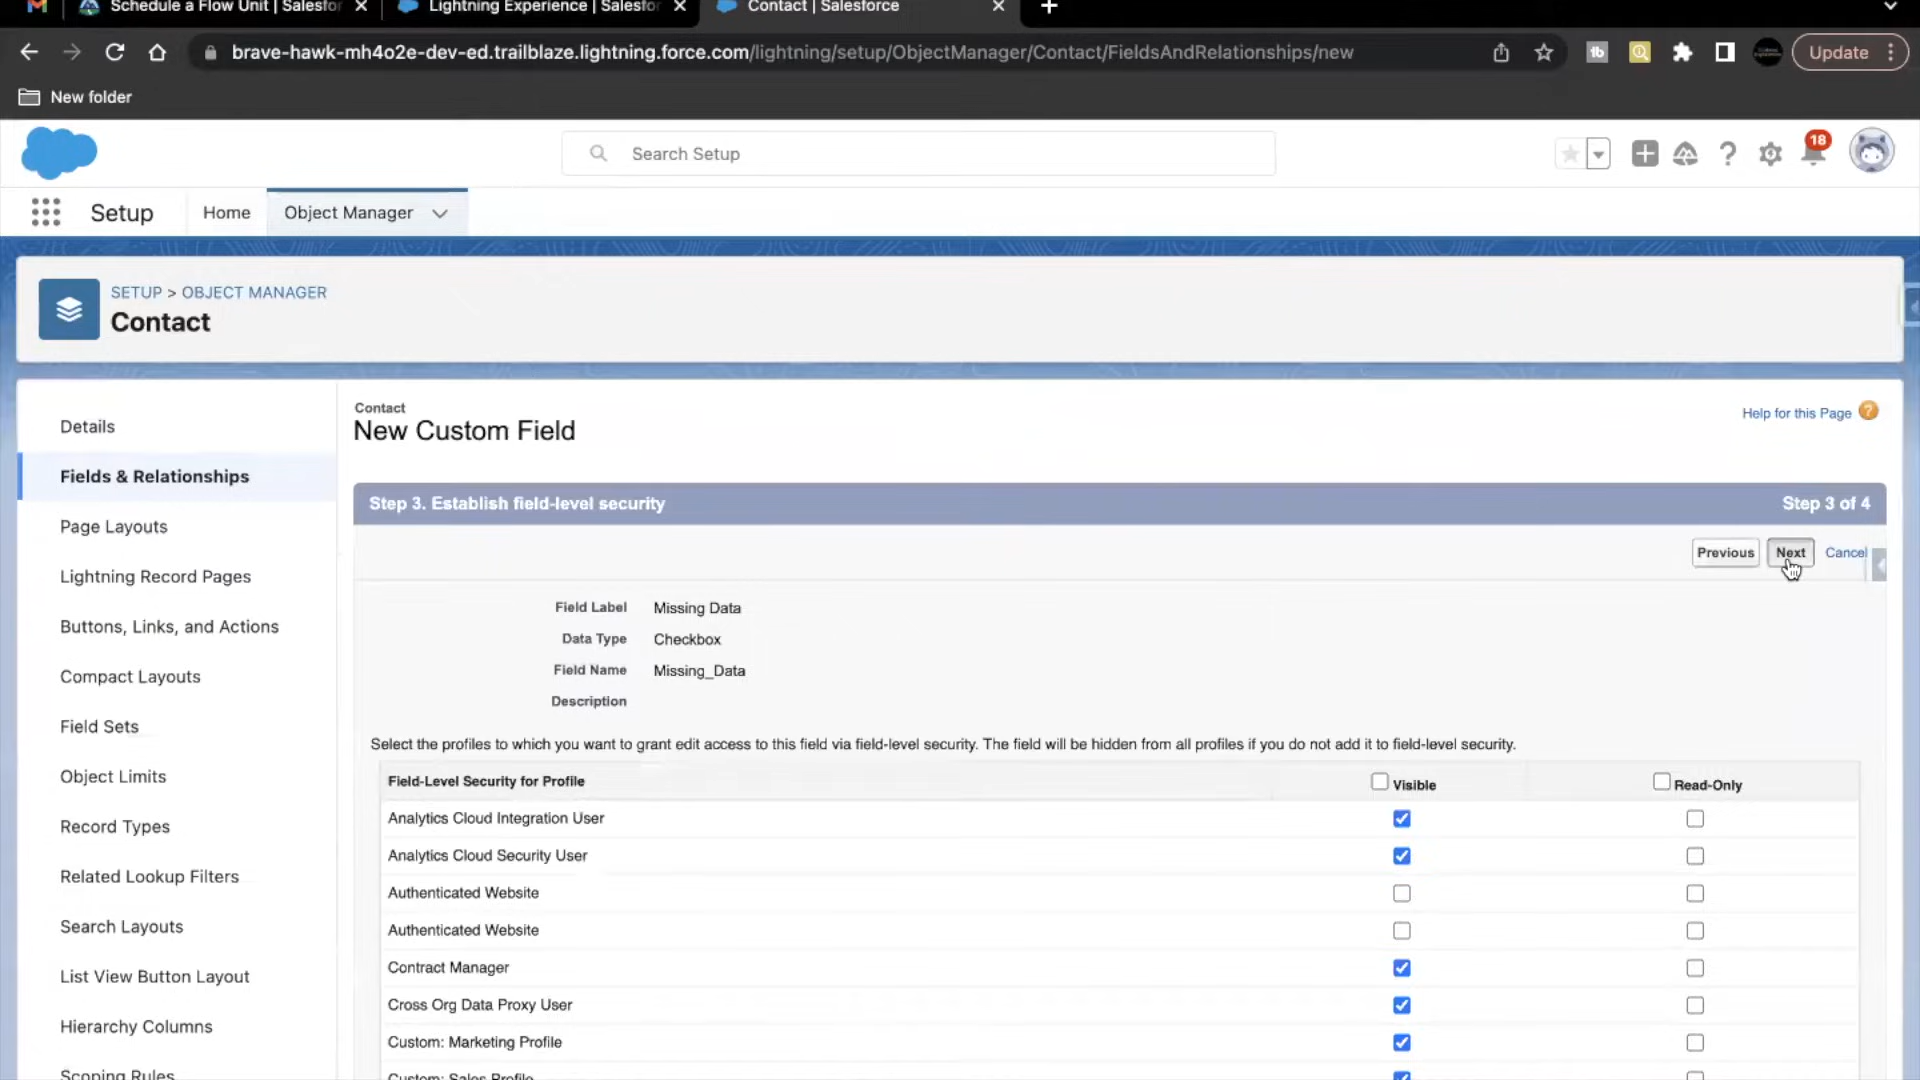 Schedule a Flow Unit | Salesfor
Lightning Experience | Salesfor
Contact | Salesforce
brave-hawk-mh4o2e-dev-ed.trailblaze.lightning.force.com/lightning/setup/ObjectManager/Contact/FieldsAndRelationships/new
Update
New folder
Search Setup
18
Setup
Home
Object Manager
SETUP > OBJECT MANAGER
Contact
Details
Fields & Relationships
Page Layouts
Lightning Record Pages
Buttons, Links, and Actions
Compact Layouts
Field Sets
Object Limits
Record Types
Related Lookup Filters
Search Layouts
List View Button Layout
Hierarchy Columns
Scoping Rules
Contact
New Custom Field
Help for this Page ?
Step 3. Establish field-level security
Step 3 of 4
Previous Next Cancel
Field Label Missing Data
Data Type Checkbox
Field Name Missing_Data
Description
Select the profiles to which you want to grant edit access to this field via field-level security. The field will be hidden from all profiles if you do not add it to field-level security.
Field-Level Security for Profile Visible Read-Only
Analytics Cloud Integration User
Analytics Cloud Security User
Authenticated Website
Authenticated Website
Contract Manager
Cross Org Data Proxy User
Custom: Marketing Profile
Custom: Sales Profile